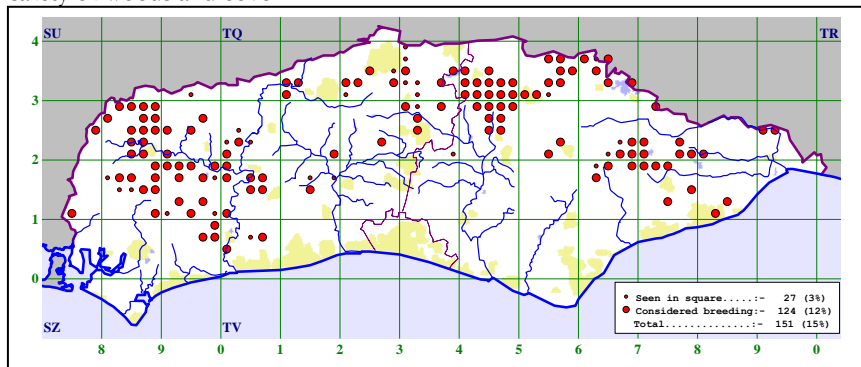 SU TQ TR
4
3
2
1
0
SZ TV
8 9 0 1 2 3 4 5 6 7 8 9 0
Seen in square.....:- 27 (3%)
Considered breeding:- 124 (12%)
Total..............:- 151 (15%)